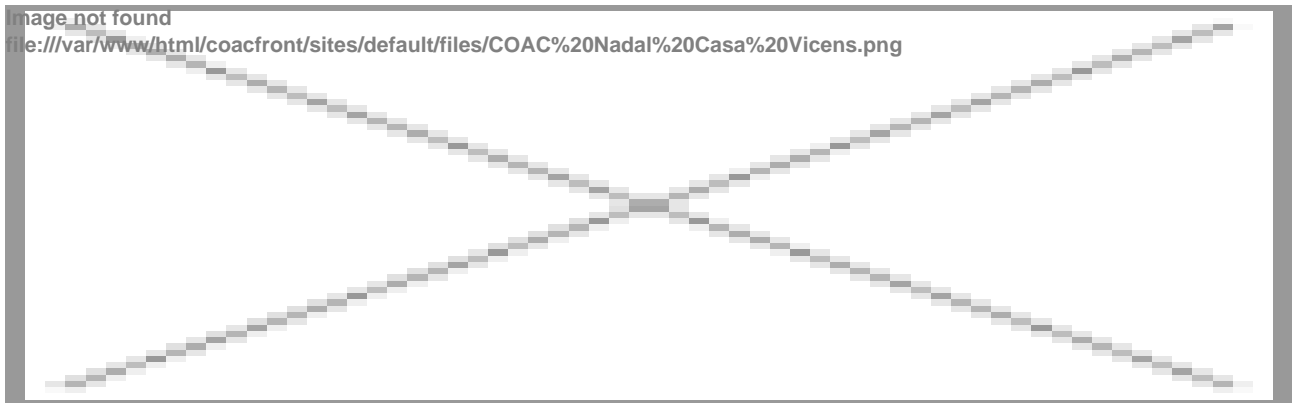 Image not found
file:///var/www/html/coacfront/sites/default/files/COAC%20Nadal%20Casa%20Vicens.png